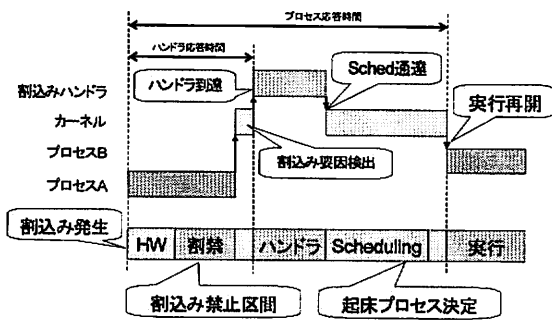 プロセス応答時間
ハンドラ応答時間
割込みハンドラ
カーネル
プロセスB
プロセスA
ハンドラ到達
Sched通達
実行再開
割込み要因検出
割込み発生
HW
割禁
ハンドラ
Scheduling
実行
割込み禁止区間
起床プロセス決定